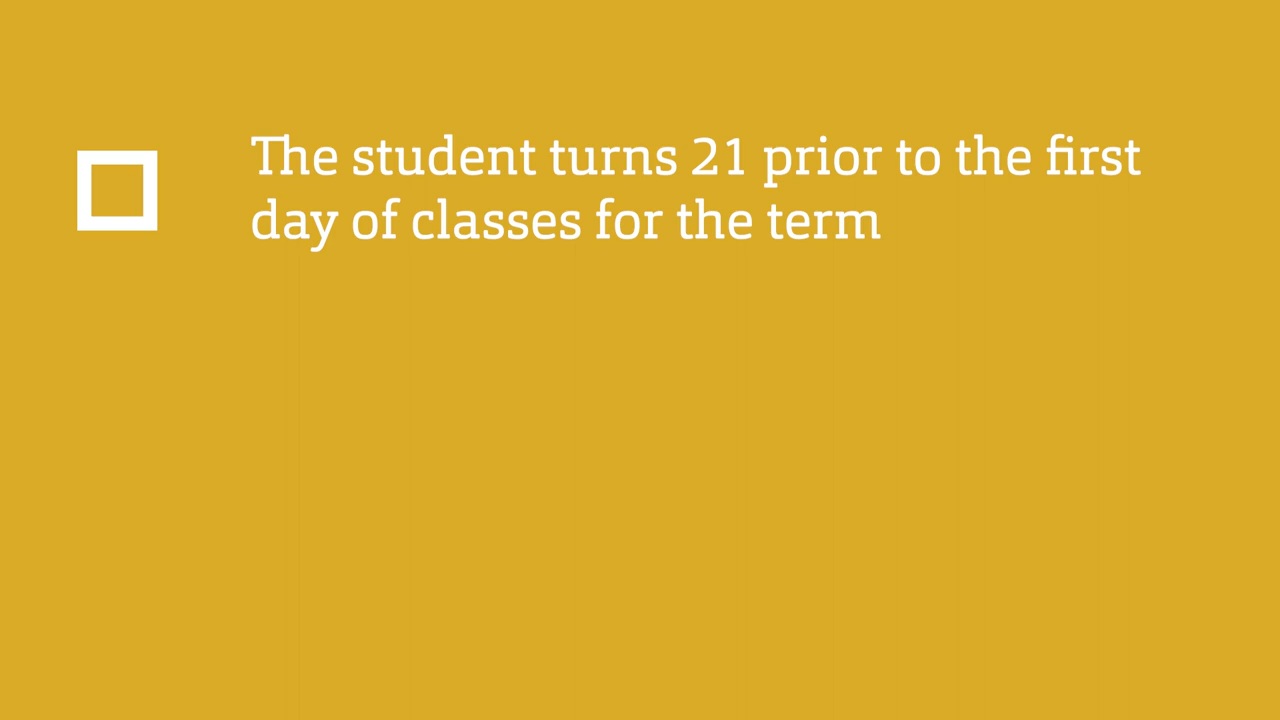 The student turns 21 prior to the first
day of classes for the term